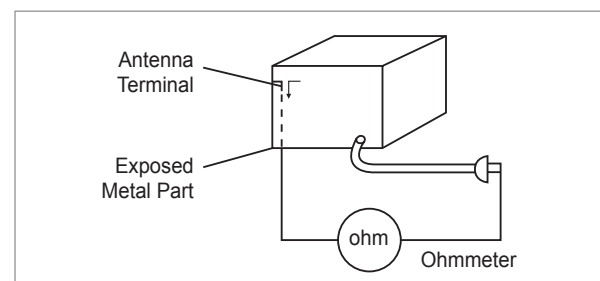 Antenna
Terminal
Exposed
Metal Part
ohm
Ohmmeter